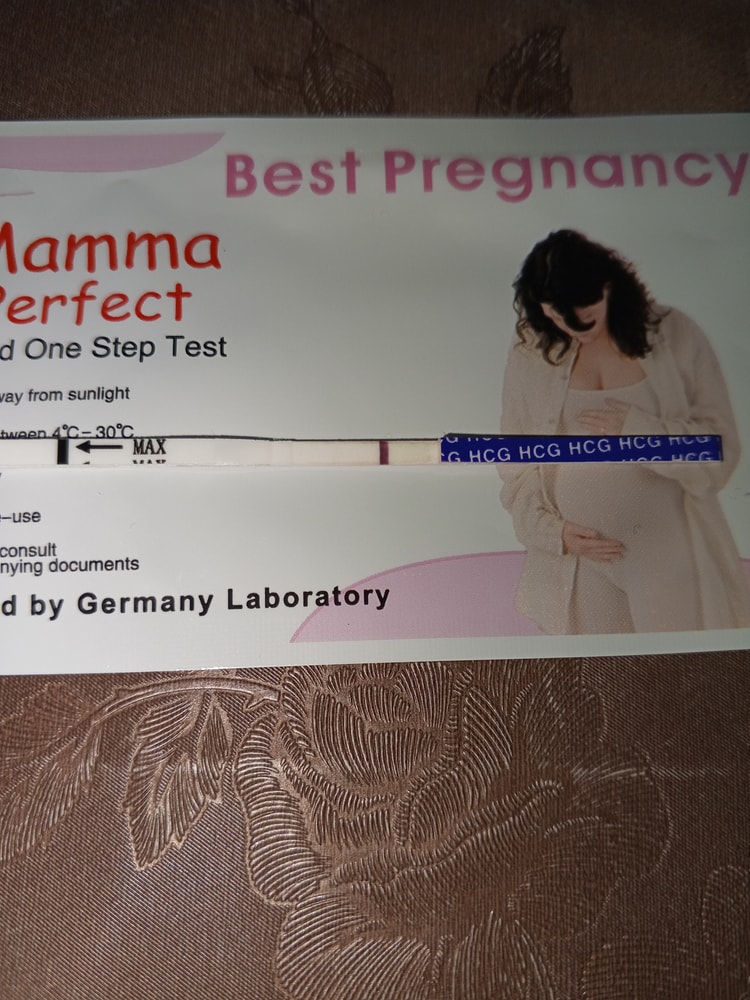 Best Pregnancy
Mamma
Perfect
d One Step Test
way from sunlight
tween 4°C–30°C
MAX
HCG HCG HCG HCG HCG
e–use
consult
nying documents
d by Germany Laboratory